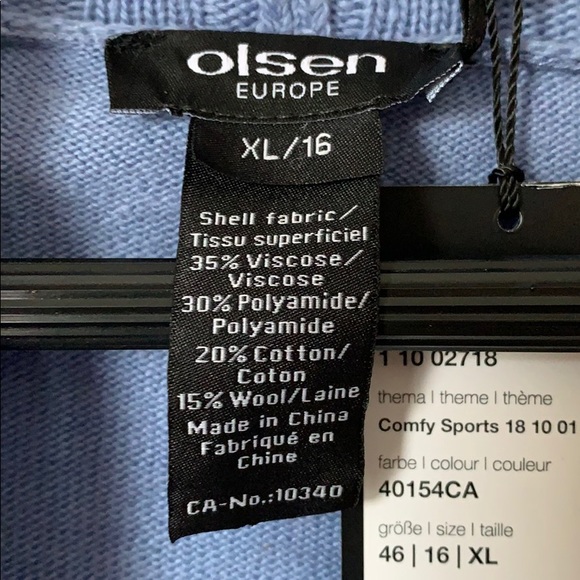 olsen
EUROPE
XL/16
Shell fabric/
Tissu superficiel
35% Viscose/
Viscose
30% Polyamide/
Polyamide
20% Cotton/
Coton
15% Wool/Laine
Made in China
Fabriqué en
Chine
CA-No.:10340
1 10 02718
thema | theme | thème
Comfy Sports 18 10 01
farbe | colour | couleur
40154CA
größe | size | taille
46 | 16 | XL